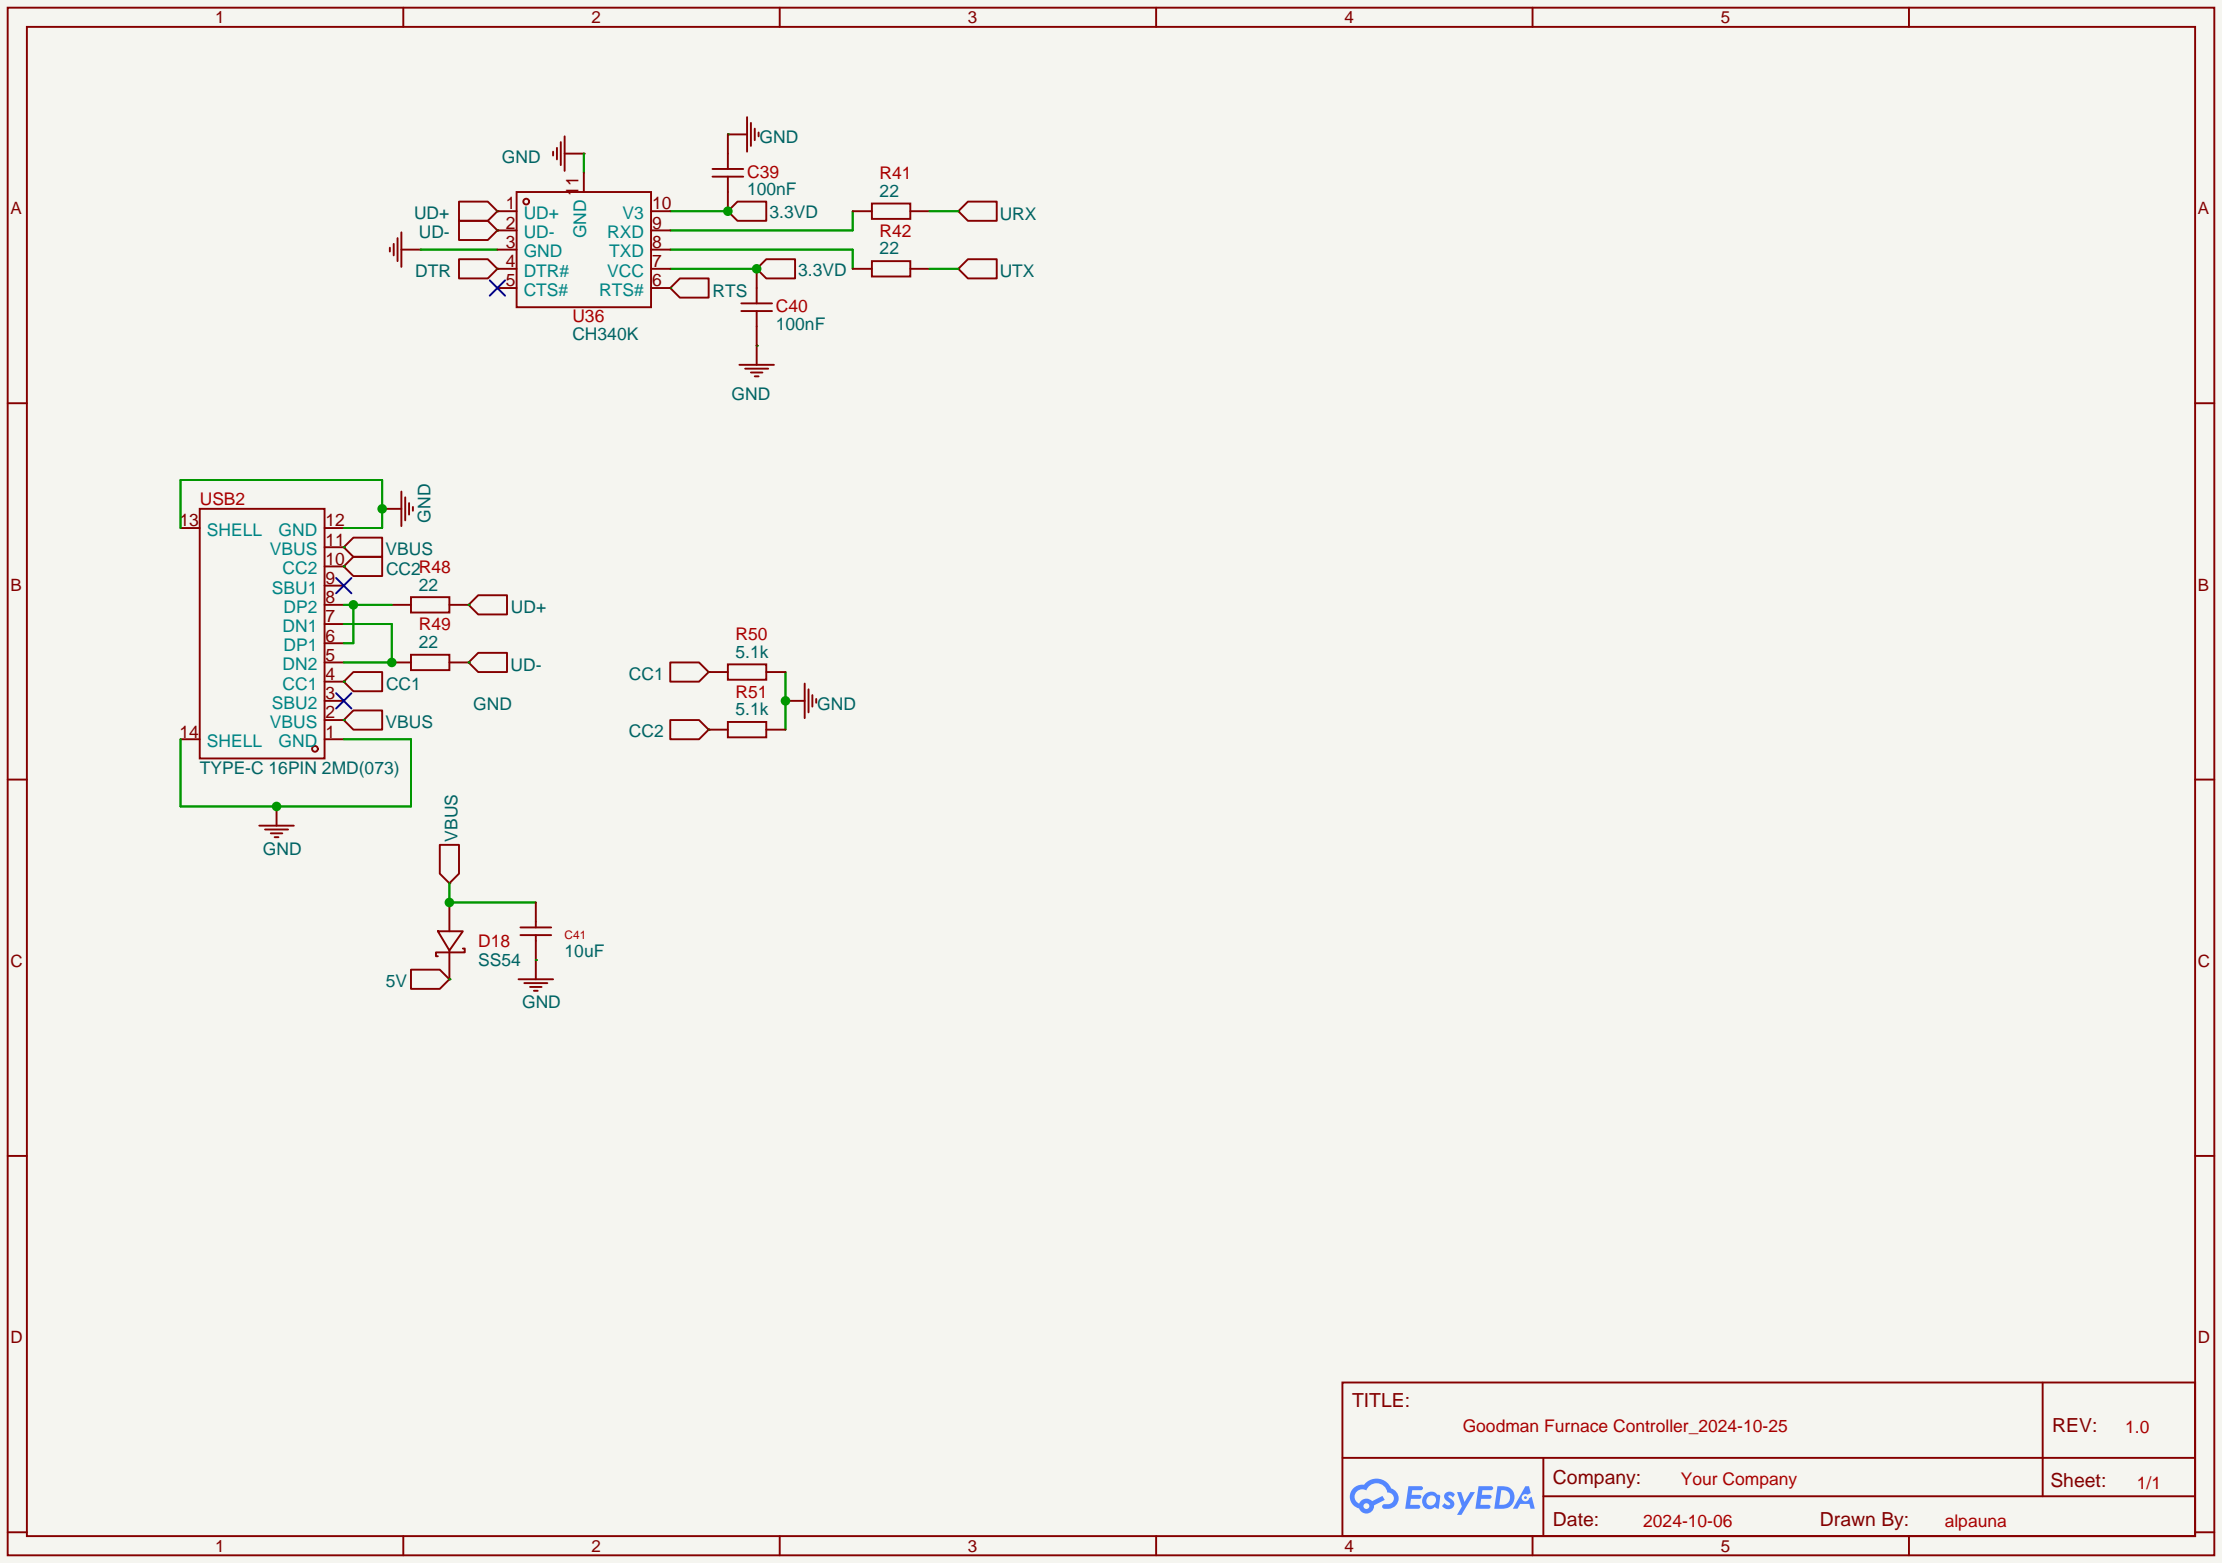 1 2 3 4 5
A A
GND
GND
C39
100nF
R41
22
UD+
UD-
DTR
1 UD+
2 UD-
3 GND
4 DTR#
5 CTS#
11
GND
V3 10
RXD 9
TXD 8
VCC 7
RTS# 6
3.3VD
3.3VD
RTS
URX
R42
22
UTX
U36
CH340K
C40
100nF
GND
B B
USB2
GND
13 SHELL
14 SHELL
GND 12
VBUS 11
CC2 10
SBU1 9
DP2 8
DN1 7
DP1 6
DN2 5
CC1 4
SBU2 3
VBUS 2
GND 1
VBUS
CC2
R48
22
UD+
R49
22
UD-
CC1
GND
VBUS
TYPE-C 16PIN 2MD(073)
GND
R50
5.1k
CC1
R51
5.1k
CC2
GND
VBUS
C C
D18
SS54
C41
10uF
5V
GND
D D
TITLE:
Goodman Furnace Controller_2024-10-25
REV: 1.0
EasyEDA
Company: Your Company
Sheet: 1/1
Date: 2024-10-06
Drawn By: alpauna
1 2 3 4 5